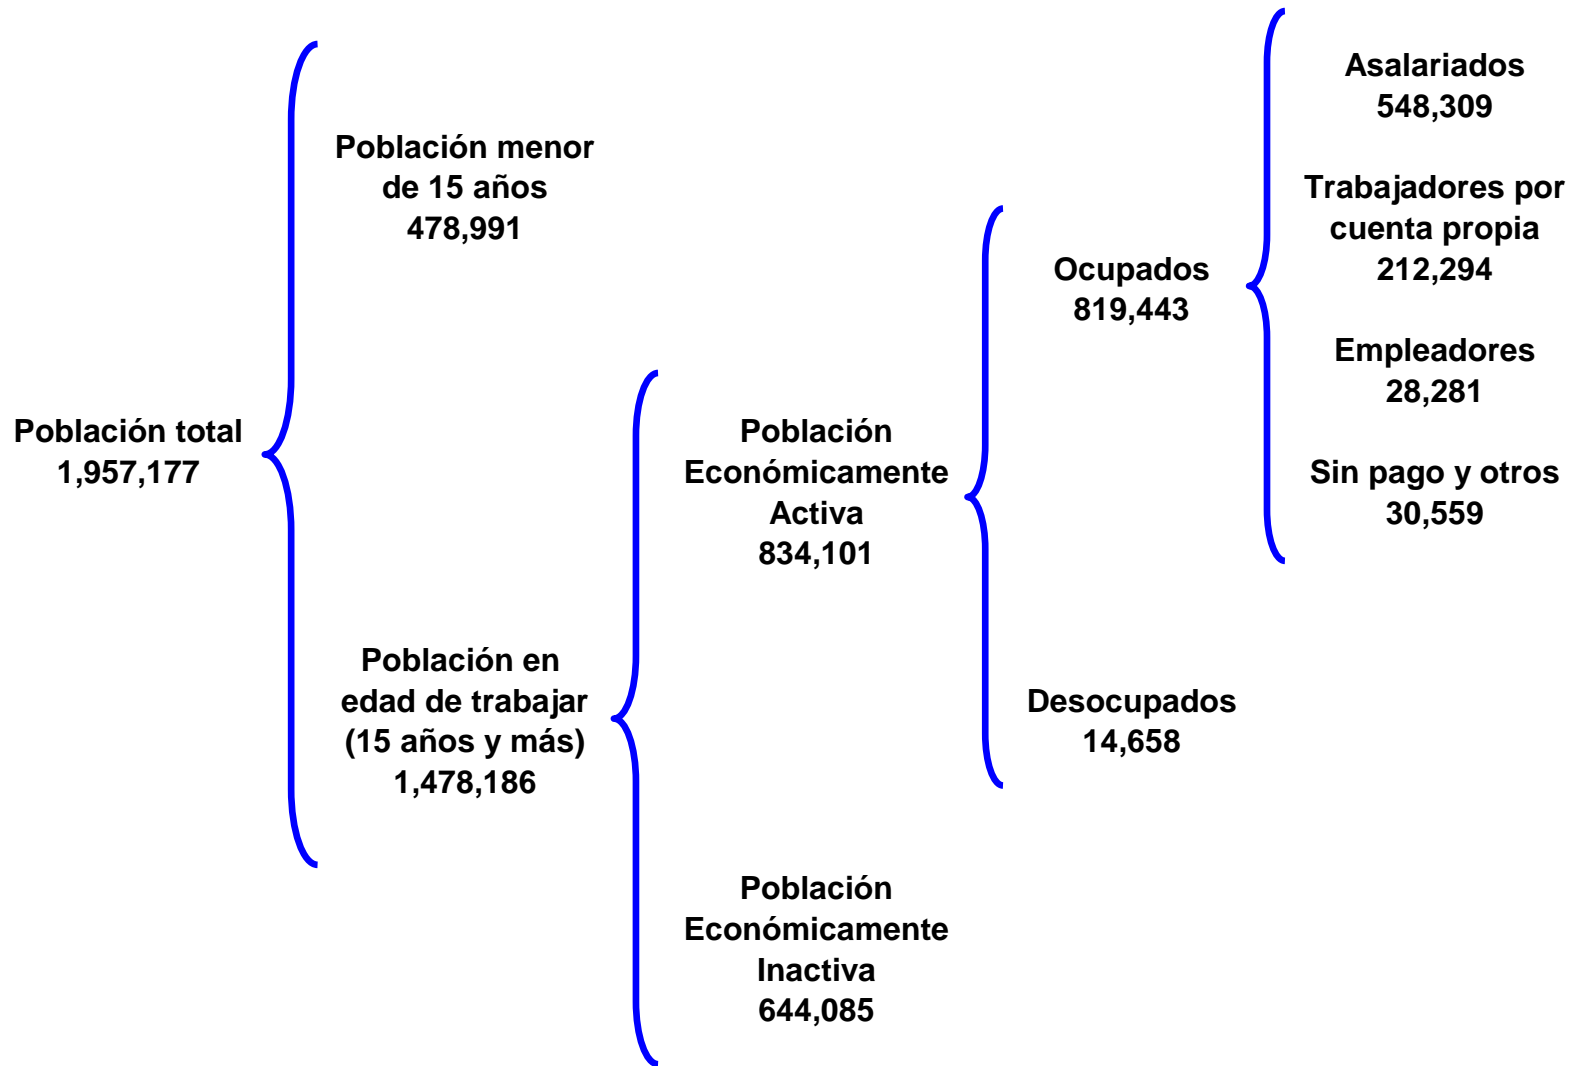 Población total
1,957,177
Población menor
de 15 años
478,991
Población en
edad de trabajar
(15 años y más)
1,478,186
Población
Económicamente
Activa
834,101
Población
Económicamente
Inactiva
644,085
Ocupados
819,443
Desocupados
14,658
Asalariados
548,309
Trabajadores por
cuenta propia
212,294
Empleadores
28,281
Sin pago y otros
30,559